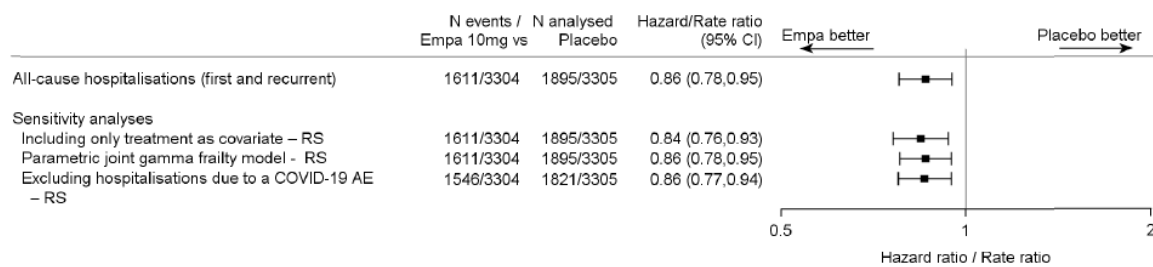 N events / N analysed Hazard/Rate ratio
Empa 10mg vs Placebo (95% CI) Empa better Placebo better
All-cause hospitalisations (first and recurrent) 1611/3304 1895/3305 0.86 (0.78,0.95)
Sensitivity analyses
Including only treatment as covariate – RS 1611/3304 1895/3305 0.84 (0.76,0.93)
Parametric joint gamma frailty model - RS 1611/3304 1895/3305 0.86 (0.78,0.95)
Excluding hospitalisations due to a COVID-19 AE 1546/3304 1821/3305 0.86 (0.77,0.94)
– RS
0.5 1 2
Hazard ratio / Rate ratio